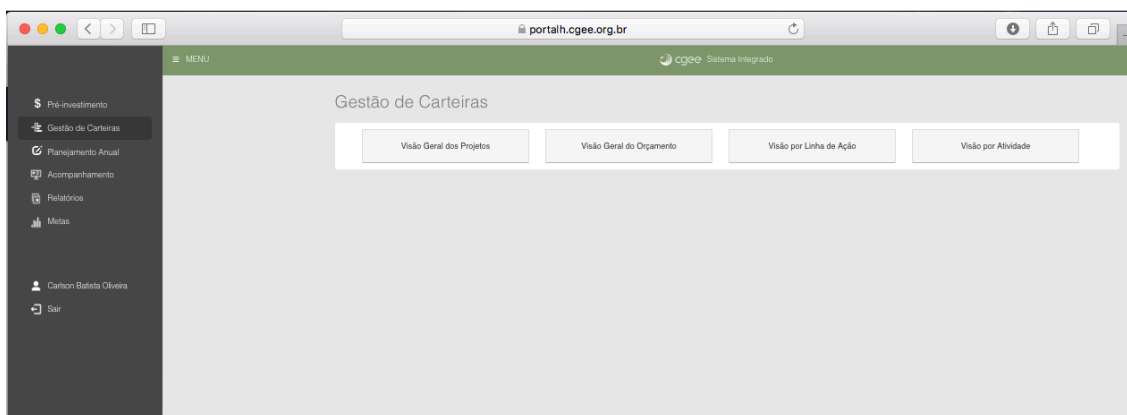 portalh.cgee.org.br
≡ MENU
cgee Sistema Integrado
$ Pré-investimento
Gestão de Carteiras
Planejamento Anual
Acompanhamento
Relatórios
Metas
Carlson Batista Oliveira
Sair
Gestão de Carteiras
Visão Geral dos Projetos
Visão Geral do Orçamento
Visão por Linha de Ação
Visão por Atividade